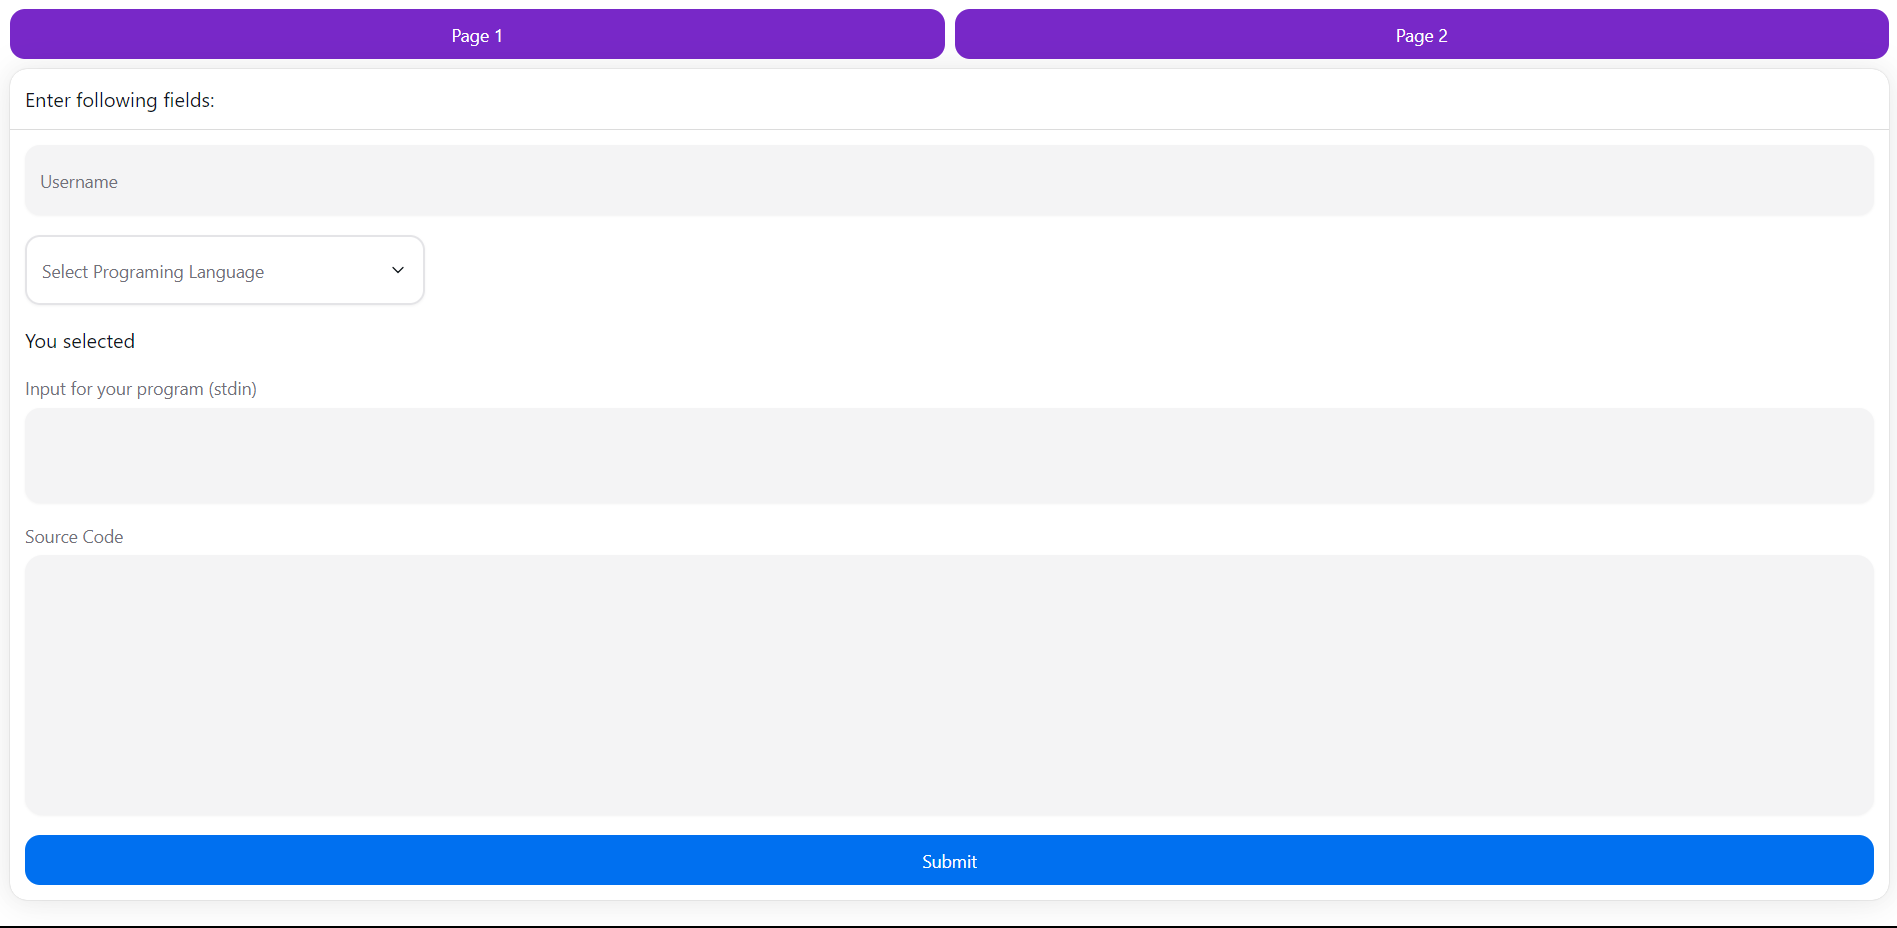 Page 1
Page 2
Enter following fields:
Username
Select Programing Language
You selected
Input for your program (stdin)
Source Code
Submit